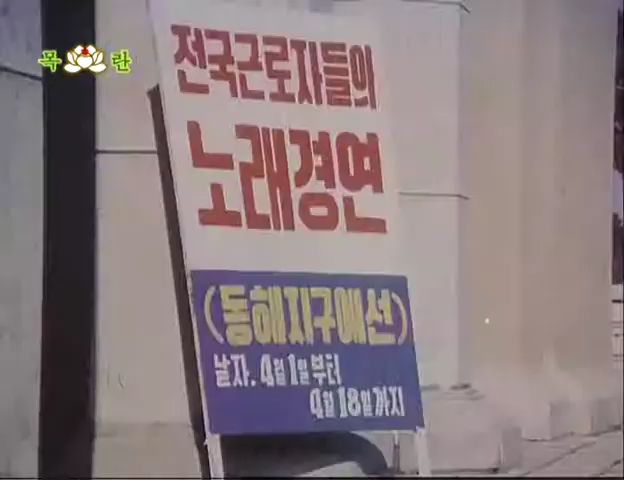 목란
전국근로자들의
노래경연
(동해지구예선)
날자. 4월 1일부터
4월 18일까지